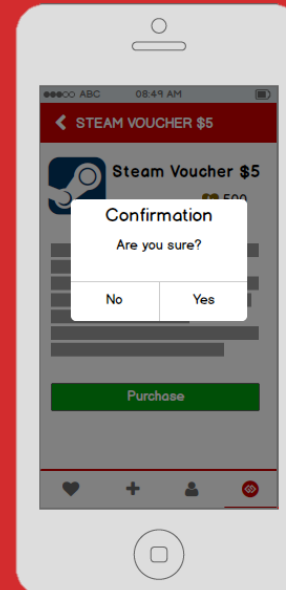 ABC 08:49 AM
STEAM VOUCHER $5
Steam Voucher $5
500
Confirmation
Are you sure?
No Yes
Purchase